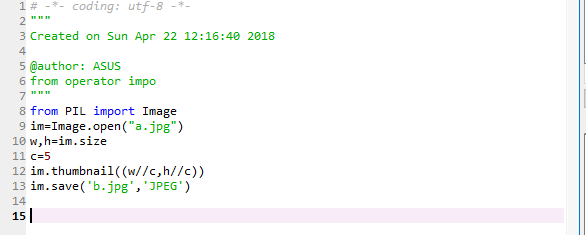 1 # -*- coding: utf-8 -*-
2 """
3 Created on Sun Apr 22 12:16:40 2018
4
5 @author: ASUS
6 from operator impo
7 """
8 from PIL import Image
9 im=Image.open("a.jpg")
10 w,h=im.size
11 c=5
12 im.thumbnail((w//c,h//c))
13 im.save('b.jpg','JPEG')
14
15